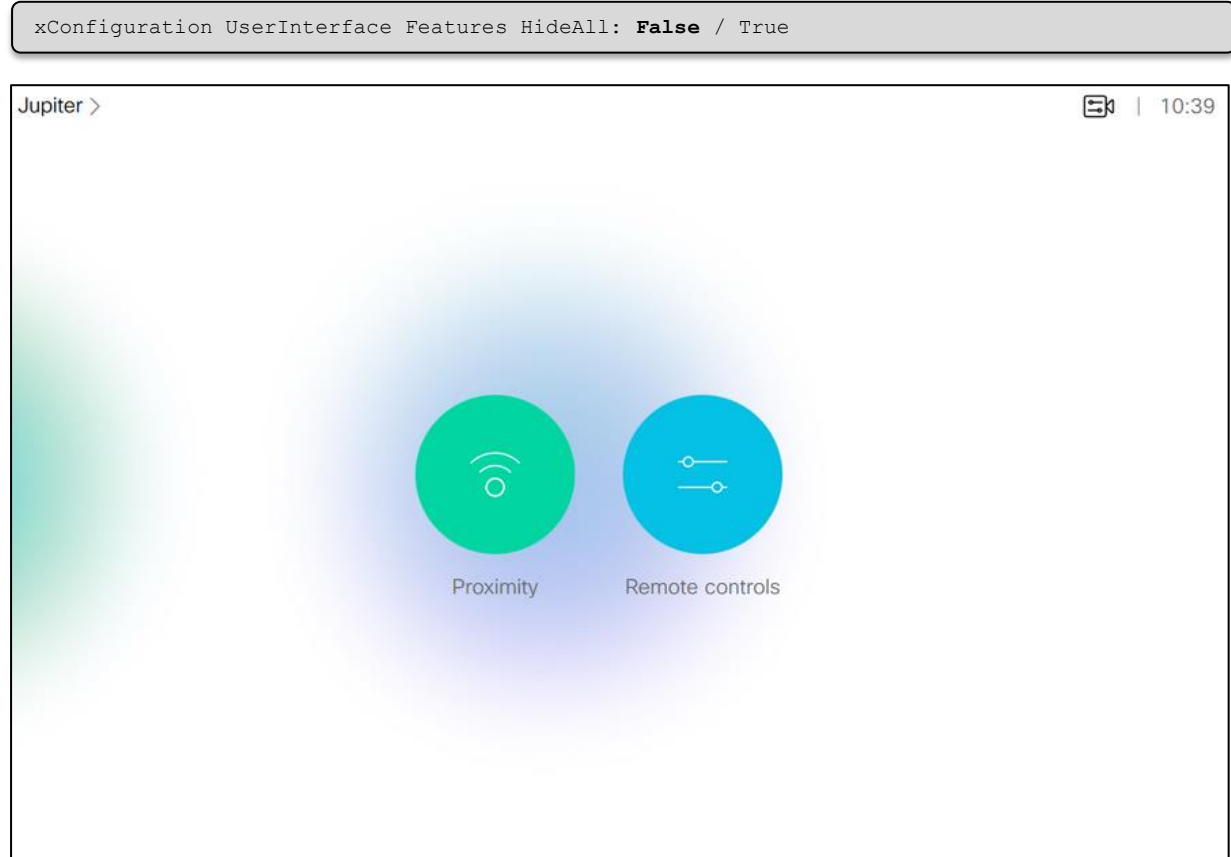 xConfiguration UserInterface Features HideAll: False / True
Jupiter > | 10:39
Proximity Remote controls